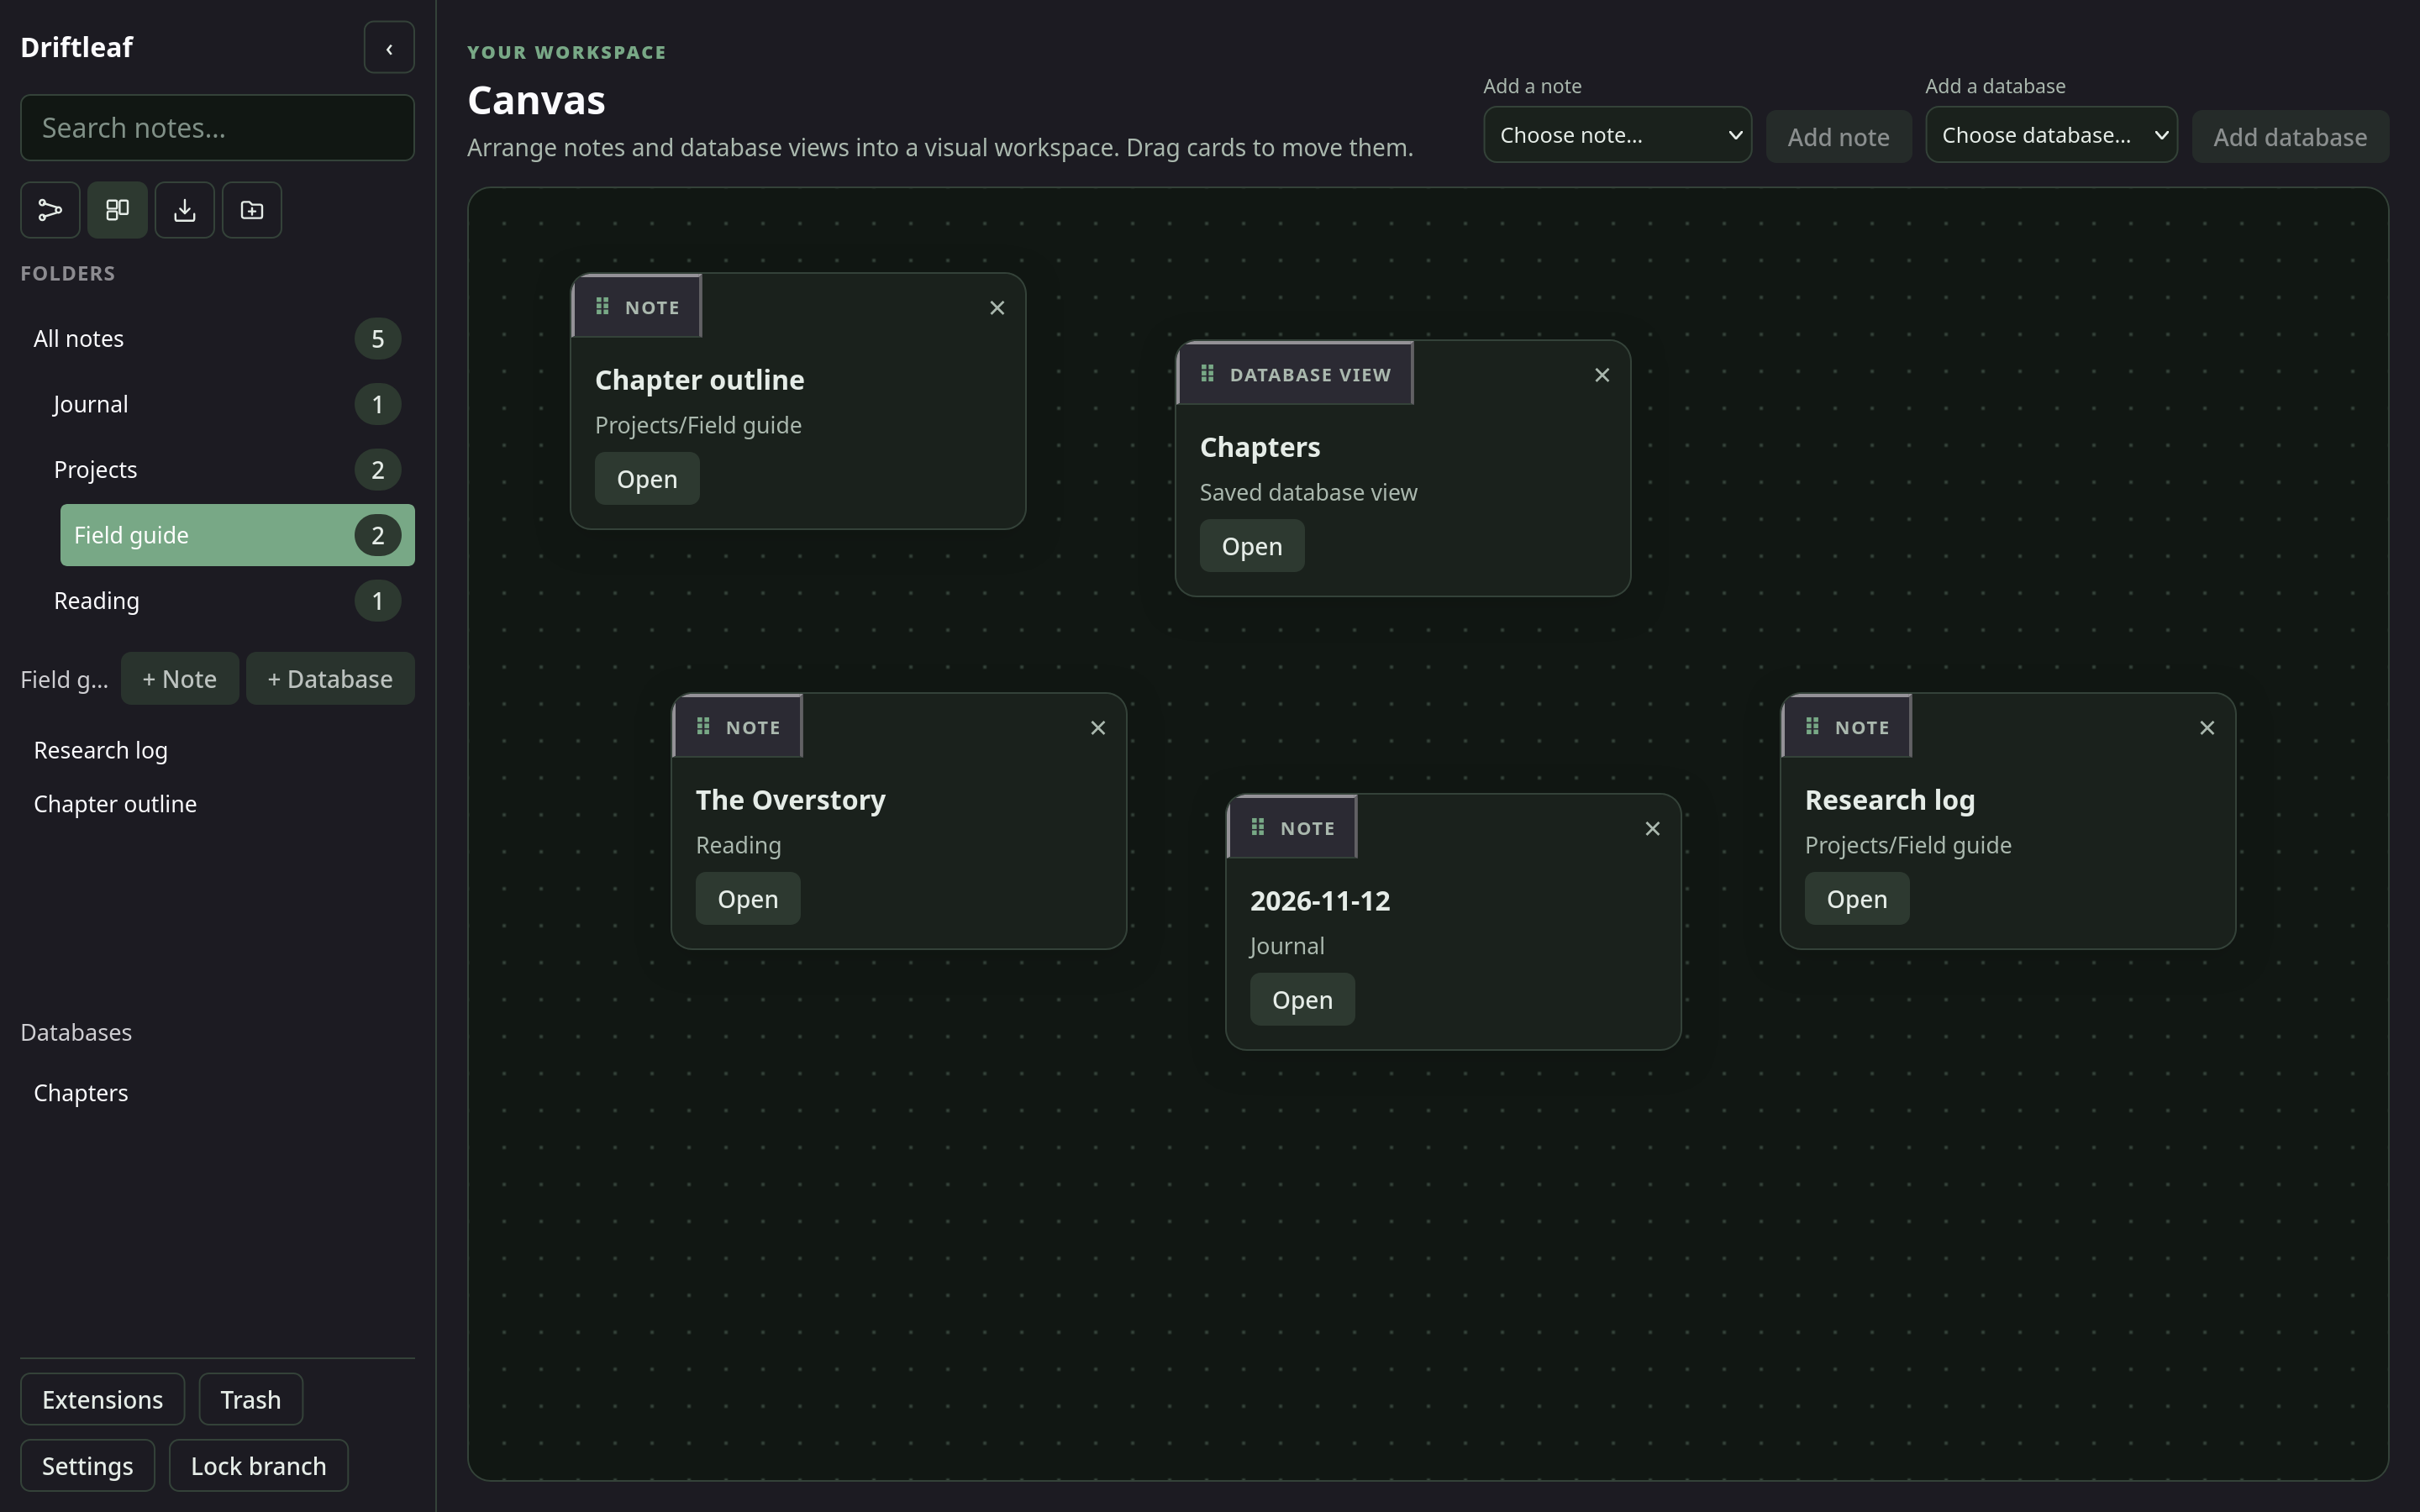 Driftleaf
Search notes...
FOLDERS
All notes 5
Journal 1
Projects 2
Field guide 2
Reading 1
Field g... + Note + Database
Research log
Chapter outline
Databases
Chapters
Extensions Trash
Settings Lock branch
YOUR WORKSPACE
Canvas
Arrange notes and database views into a visual workspace. Drag cards to move them.
Add a note
Choose note... Add note
Add a database
Choose database... Add database
NOTE
Chapter outline
Projects/Field guide
Open
DATABASE VIEW
Chapters
Saved database view
Open
NOTE
The Overstory
Reading
Open
NOTE
2026-11-12
Journal
Open
NOTE
Research log
Projects/Field guide
Open